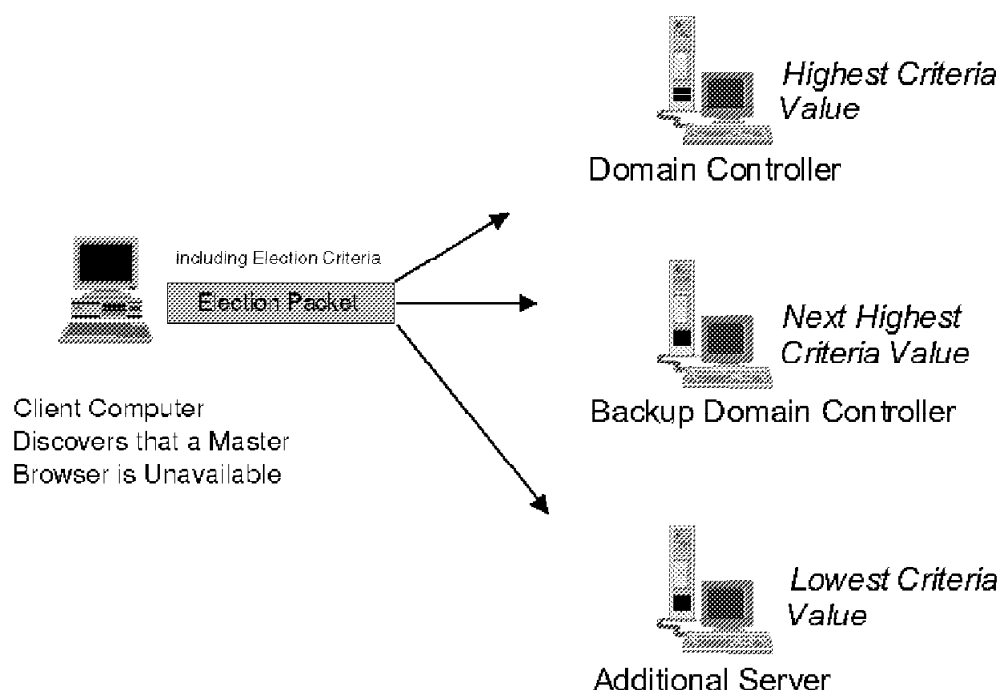 Highest Criteria
Value
Domain Controller
including Election Criteria
Election Packet
Next Highest
Criteria Value
Backup Domain Controller
Client Computer
Discovers that a Master
Browser is Unavailable
Lowest Criteria
Value
Additional Server